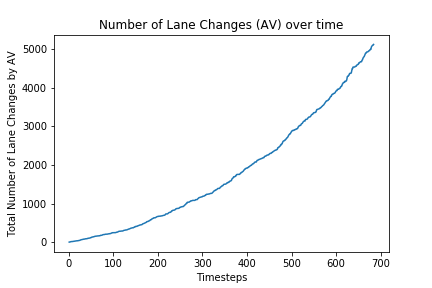 Number of Lane Changes (AV) over time
Total Number of Lane Changes by AV
5000
4000
3000
2000
1000
0
0 100 200 300 400 500 600 700
Timesteps